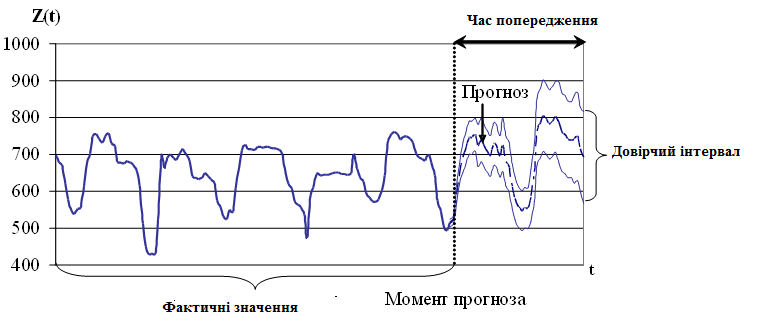 Z(t)
Час попередження
1000
900
800
700
600
500
400
Прогноз
Довірчий інтервал
t
Фактичні значення
Момент прогноза